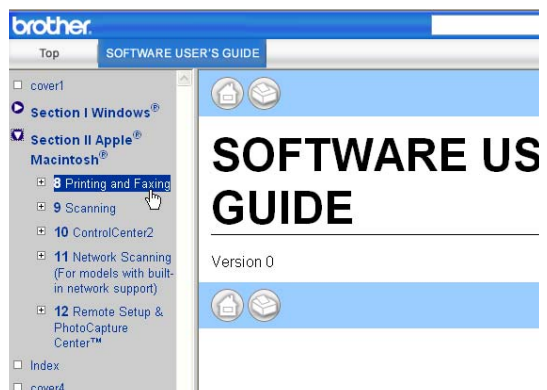 brother.
Top
SOFTWARE USER'S GUIDE
cover1
Section I Windows®
Section II Apple®
Macintosh®
8 Printing and Faxing
9 Scanning
10 ControlCenter2
11 Network Scanning
(For models with built-
in network support)
12 Remote Setup &
PhotoCapture
Center™
Index
cover4
SOFTWARE US
GUIDE
Version 0